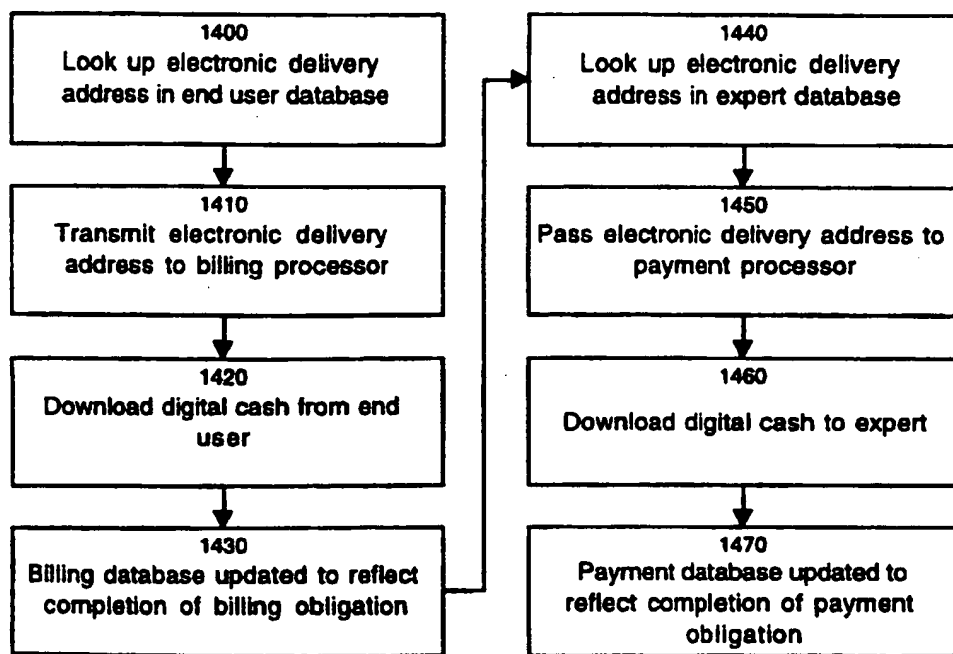 1400
Look up electronic delivery
address in end user database
1410
Transmit electronic delivery
address to billing processor
1420
Download digital cash from end
user
1430
Billing database updated to reflect
completion of billing obligation
1440
Look up electronic delivery
address in expert database
1450
Pass electronic delivery address to
payment processor
1460
Download digital cash to expert
1470
Payment database updated to
reflect completion of payment
obligation